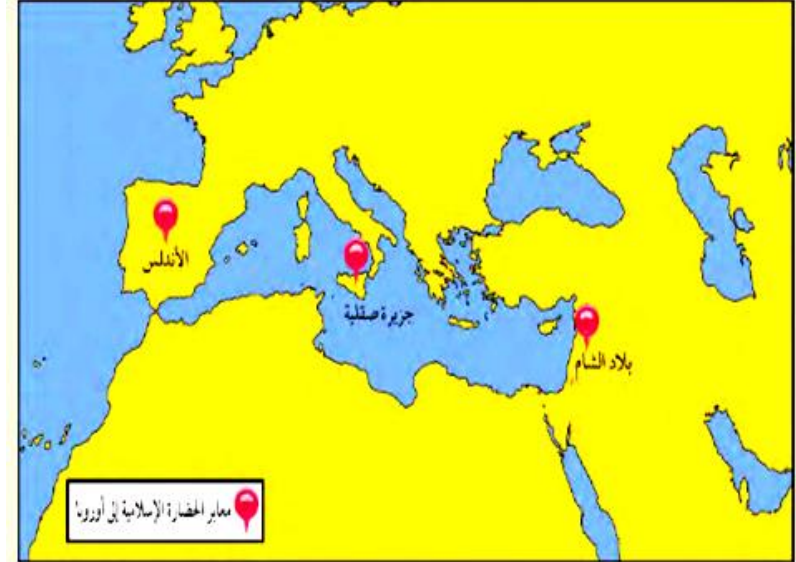 الأندلس
جزيرة صقلية
بلاد الشام
معابر الحضارة الإسلامية إلى أوروبا